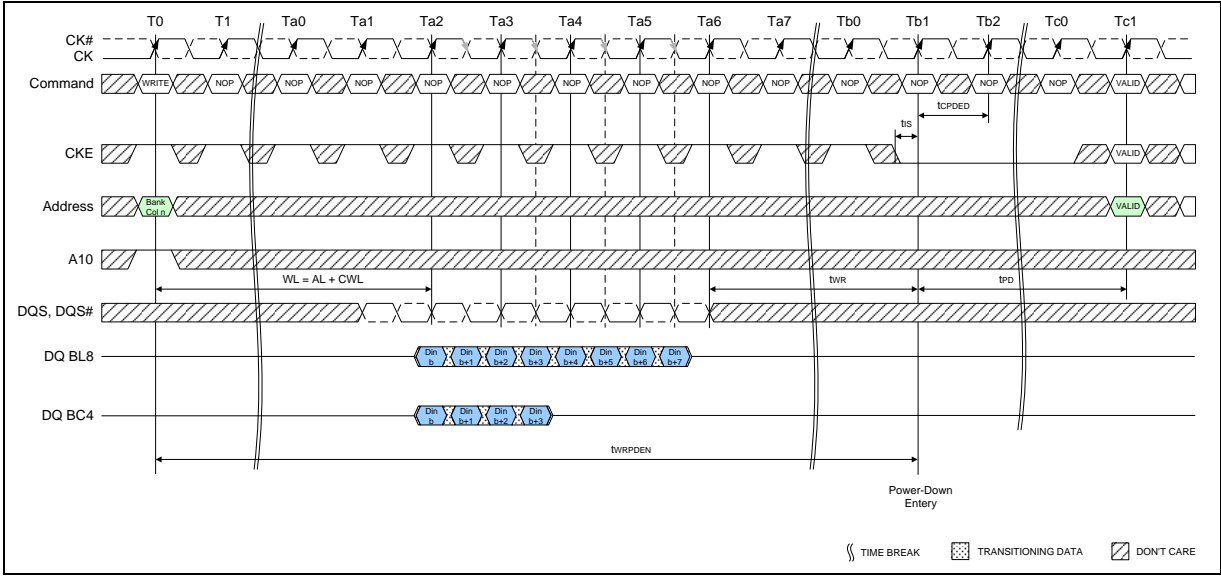 T0 T1 Ta0 Ta1 Ta2 Ta3 Ta4 Ta5 Ta6 Ta7 Tb0 Tb1 Tb2 Tc0 Tc1
CK#
CK
Command WRITE NOP NOP NOP NOP NOP NOP NOP NOP NOP NOP NOP NOP NOP VALID
tCPDED
tIS
CKE VALID
Address Bank Col n VALID
A10
WL = AL + CWL tWR tPD
DQS, DQS#
DQ BL8 Din b Din b+1 Din b+2 Din b+3 Din b+4 Din b+5 Din b+6 Din b+7
DQ BC4 Din b Din b+1 Din b+2 Din b+3
tWRPDEN
Power-Down
Entery
TIME BREAK TRANSITIONING DATA DON'T CARE